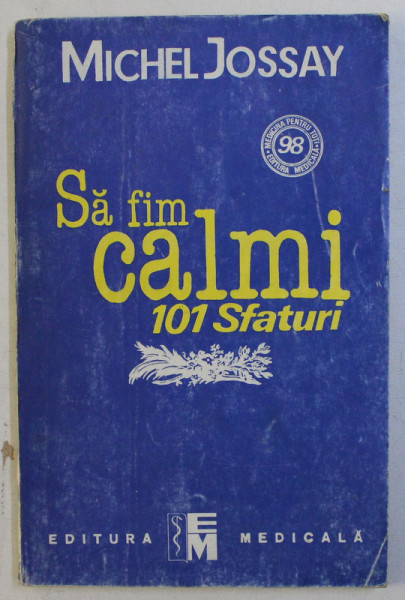 MICHEL JOSSAY
MEDICINA PENTRU TOȚI
98
EDITURA MEDICALĂ
Să fim
calmi
101 Sfaturi
EDITURA EM MEDICALĂ